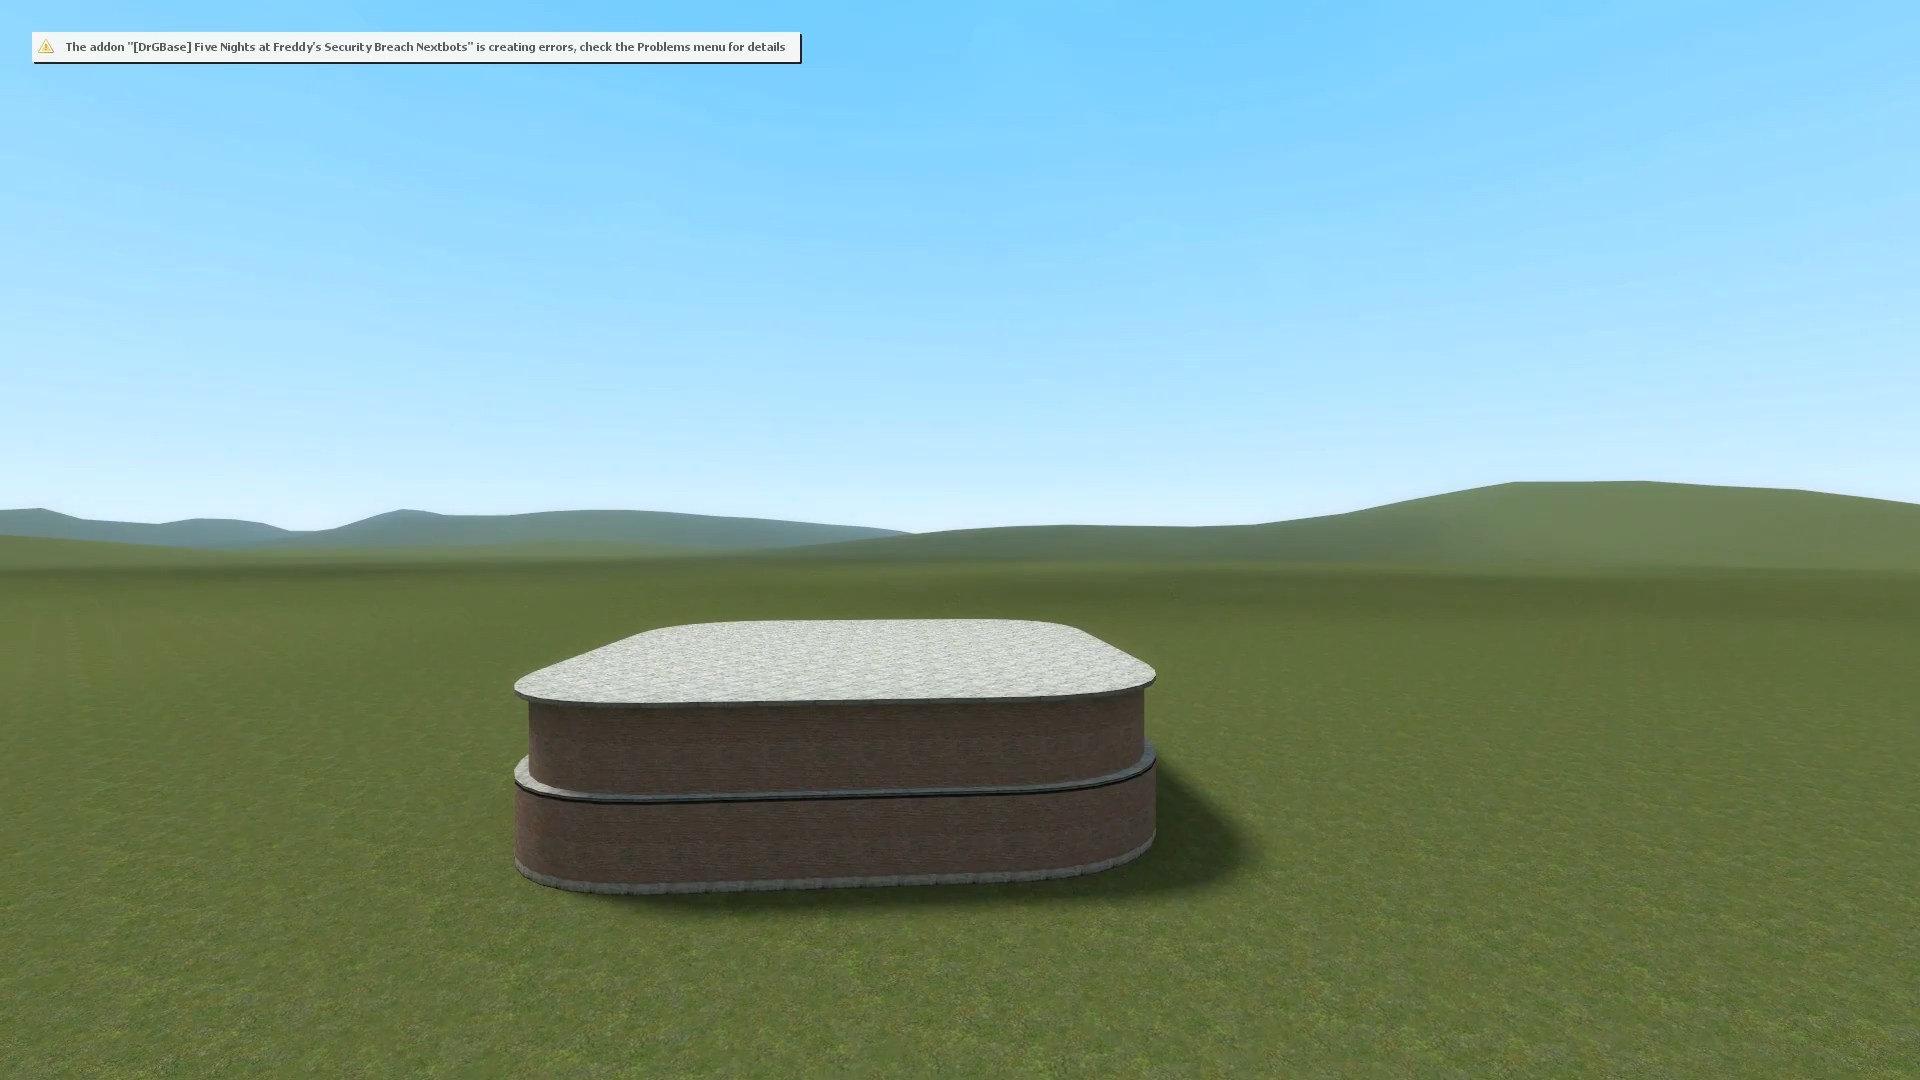 The addon "[DrGBase] Five Nights at Freddy's Security Breach Nextbots" is creating errors, check the Problems menu for details